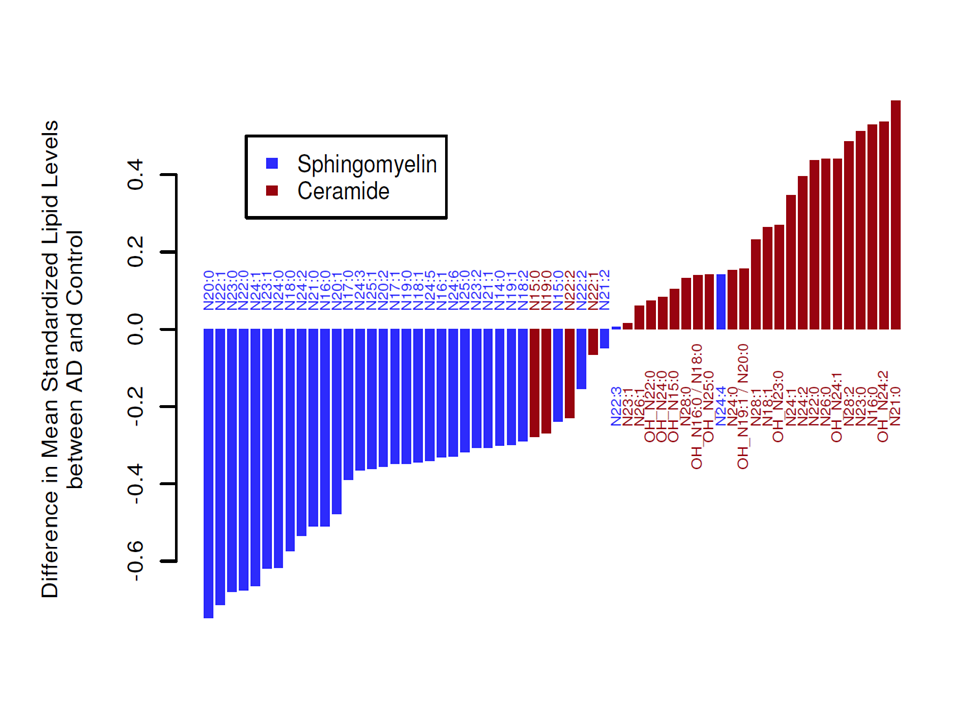 Difference in Mean Standardized Lipid Levels
between AD and Control
0.4
0.2
0.0
-0.2
-0.4
-0.6
Sphingomyelin
Ceramide
N20:0
N22:1
N23:0
N22:0
N24:1
N23:1
N24:0
N18:0
N24:2
N21:0
N16:0
N20:1
N17:0
N24:3
N25:1
N20:2
N17:1
N19:0
N18:1
N24:5
N16:1
N24:6
N25:0
N23:2
N21:1
N14:0
N19:1
N18:2
N15:0
N19:0
N15:0
N22:2
N22:2
N22:1
N21:2
N22:3
N23:1
N26:1
OH_N22:0
OH_N24:0
OH_N15:0
N28:0
OH_N16:0 / N18:0
OH_N25:0
N24:4
N24:0
OH_N19:1 / N20:0
N28:1
N18:1
OH_N23:0
N24:1
N24:2
N22:0
N26:0
OH_N24:1
N28:2
N23:0
N16:0
OH_N24:2
N21:0